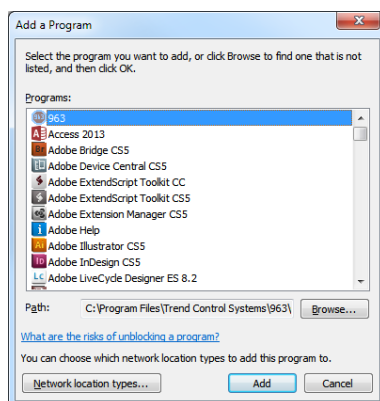 Add a Program
Select the program you want to add, or click Browse to find one that is not
listed, and then click OK.
Programs:
963
Access 2013
Br Adobe Bridge CS5
Adobe Device Central CS5
Adobe ExtendScript Toolkit CC
Adobe ExtendScript Toolkit CS5
Adobe Extension Manager CS5
Adobe Help
Ai Adobe Illustrator CS5
ID Adobe InDesign CS5
LC Adobe LiveCycle Designer ES 8.2
Path: C:\Program Files\Trend Control Systems\963\ Browse...
What are the risks of unblocking a program?
You can choose which network location types to add this program to.
Network location types... Add Cancel